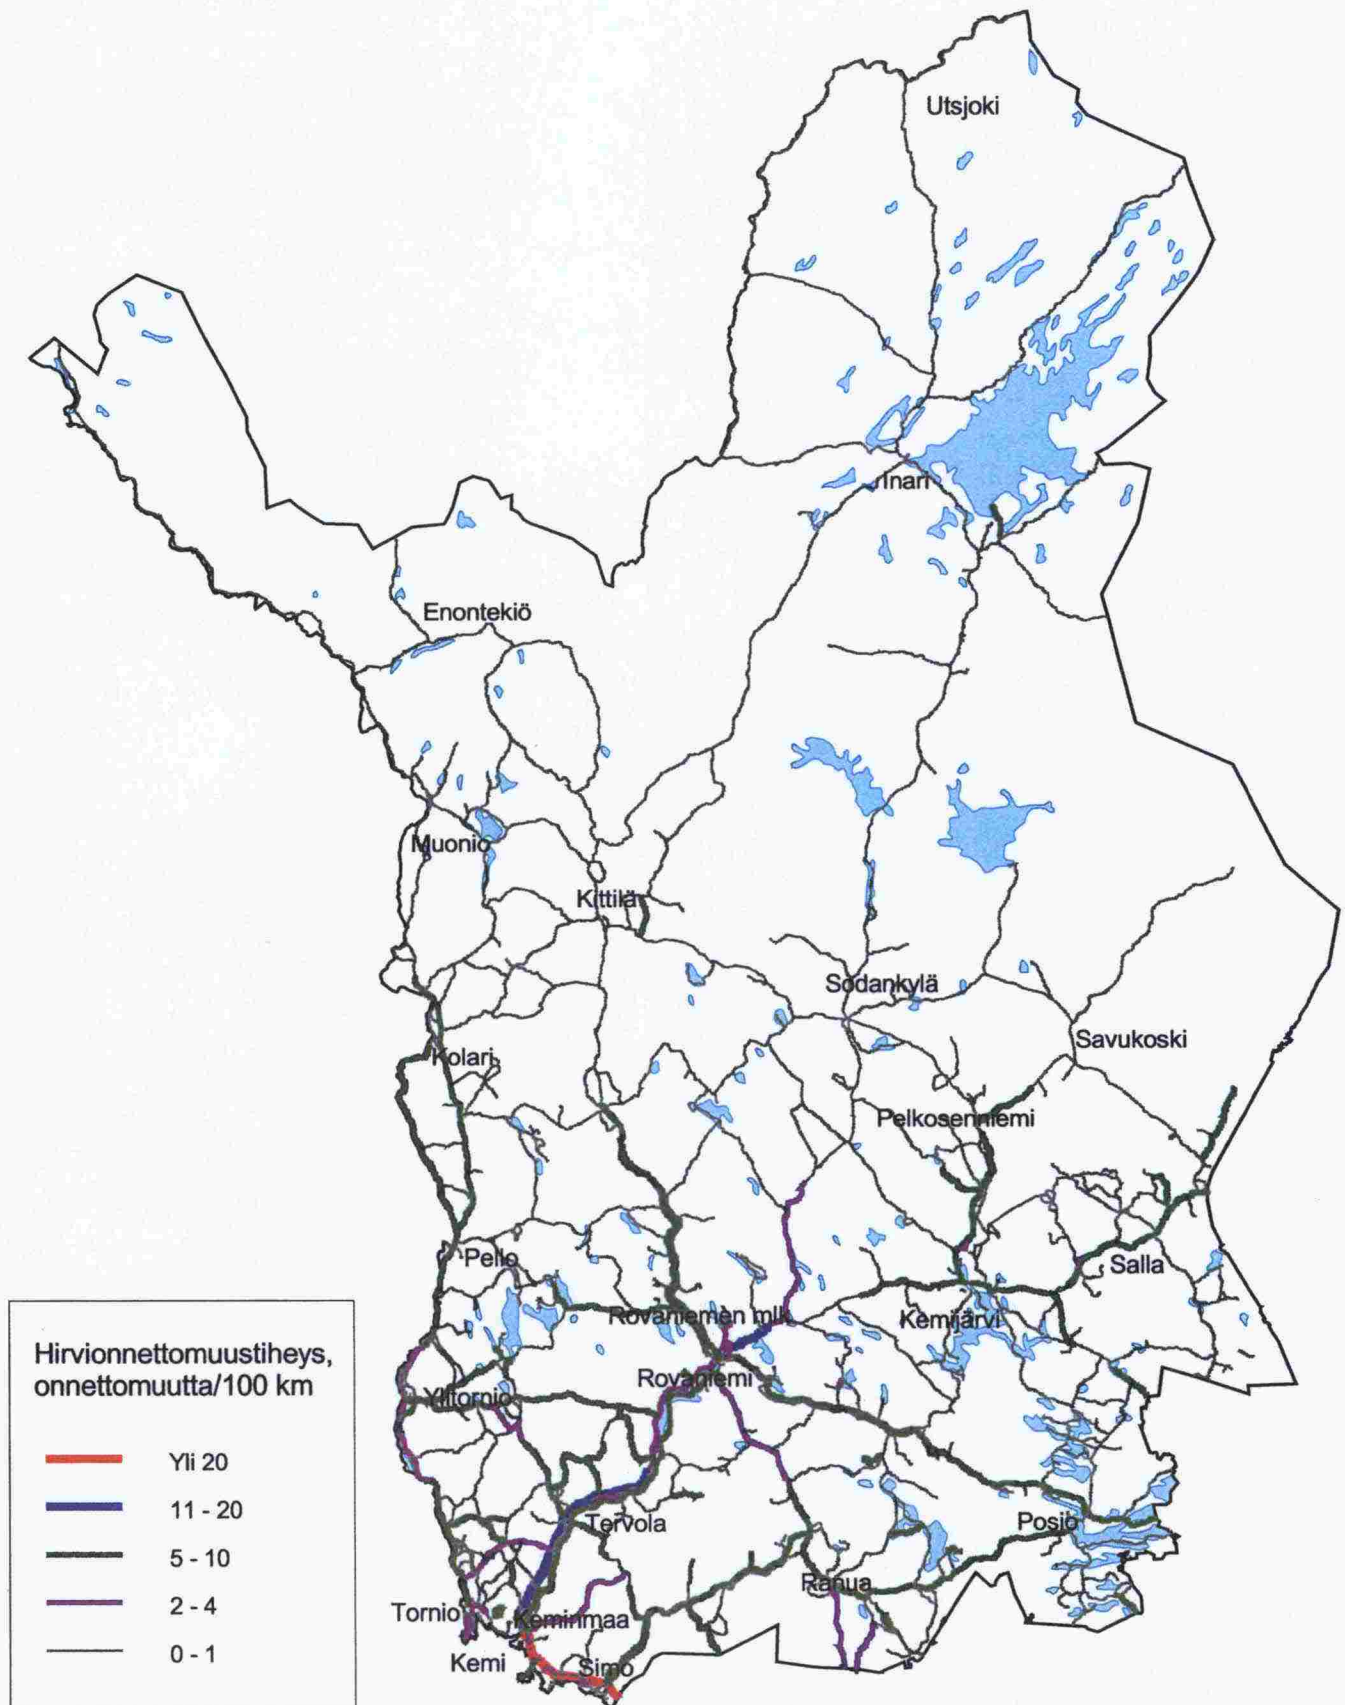 Utsjoki
Inari
Enontekiö
Muonio
Kittilä
Sodankylä
Savukoski
Kolari
Pelkosenniemi
Pello
Salla
Rovaniemen mlk
Kemijärvi
Rovaniemi
Ylitornio
Tervola
Posio
Ranua
Tornio
Keminmaa
Kemi
Simo
Hirvionnettomuustiheys,
onnettomuutta/100 km
Yli 20
11 - 20
5 - 10
2 - 4
0 - 1